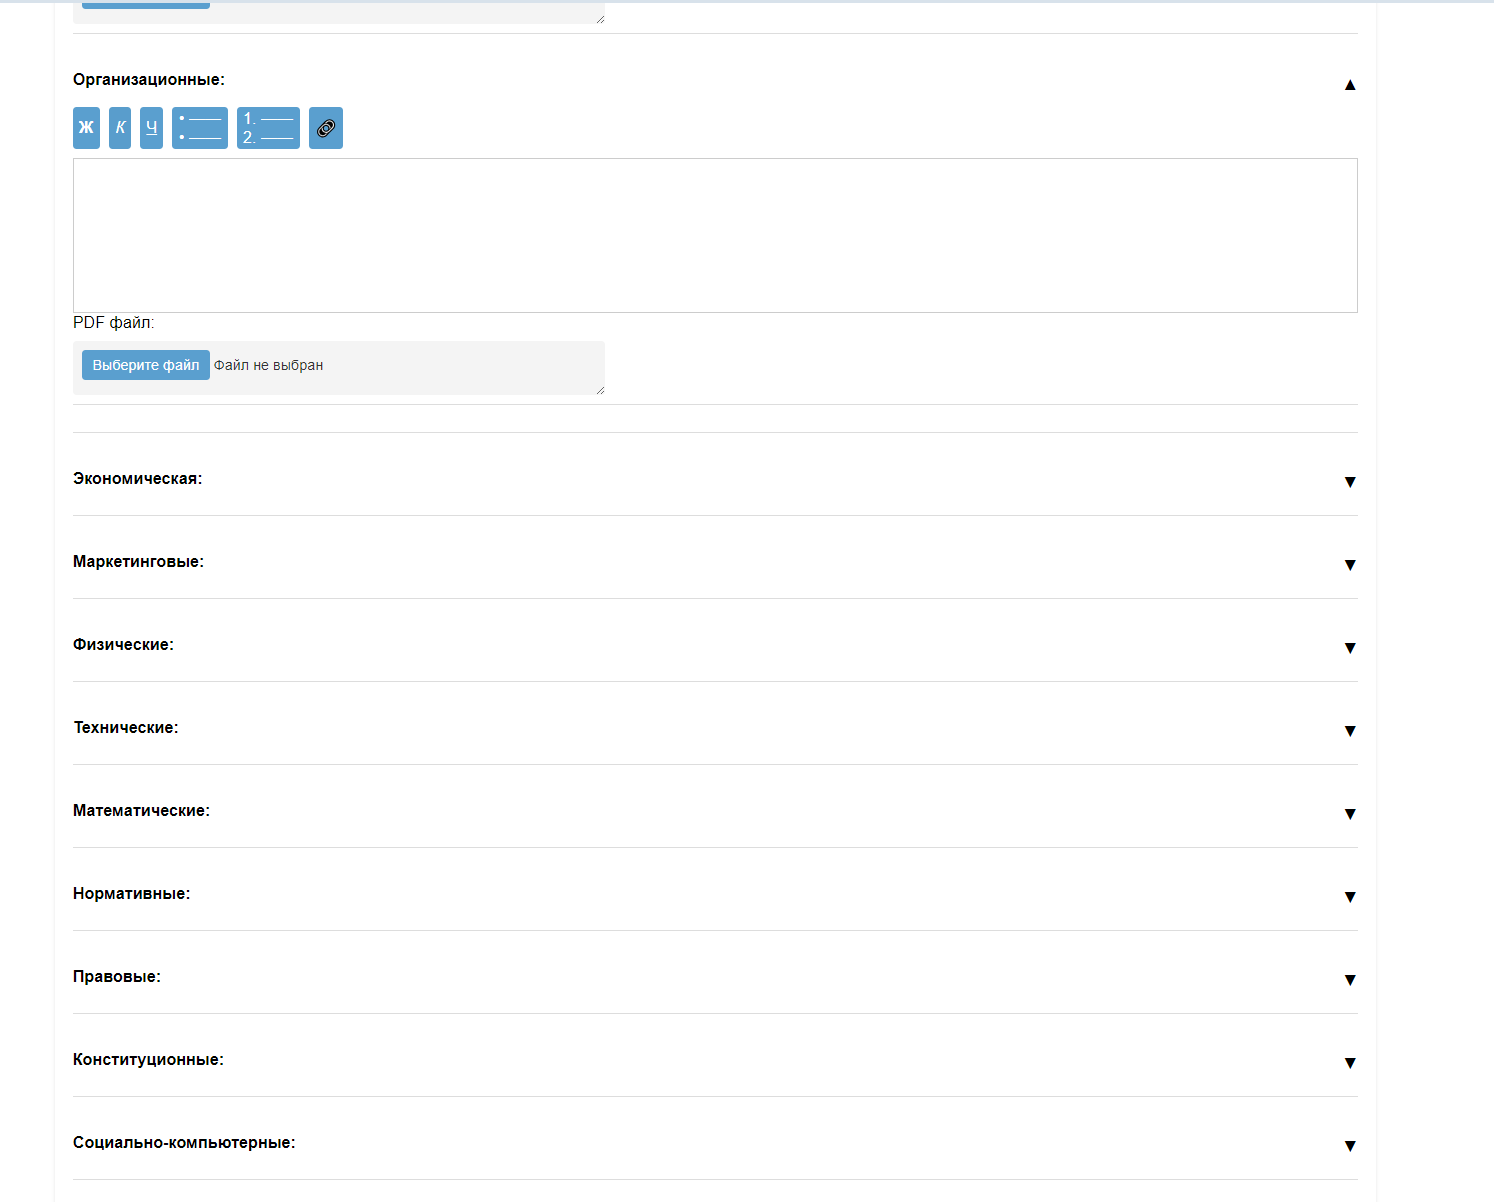 Организационные:
Ж К Ч 1. 2.
PDF файл:
Выберите файл Файл не выбран
Экономическая:
Маркетинговые:
Физические:
Технические:
Математические:
Нормативные:
Правовые:
Конституционные:
Социально-компьютерные: